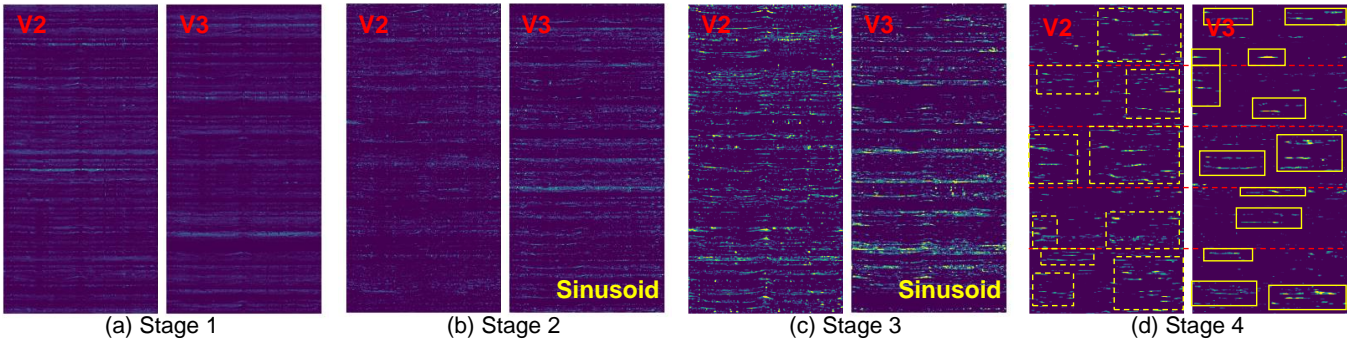 V2 V3 V2 V3 V2 V3 V2 V3
Sinusoid Sinusoid
(a) Stage 1 (b) Stage 2 (c) Stage 3 (d) Stage 4